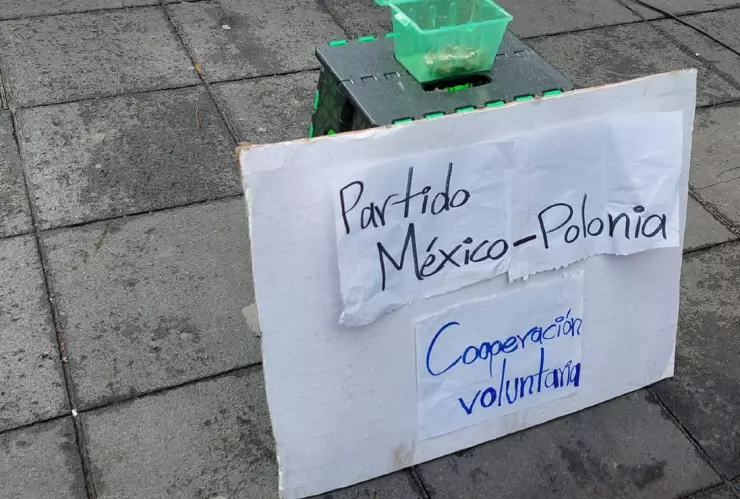 Partido
México-Polonia
Cooperación
voluntaria